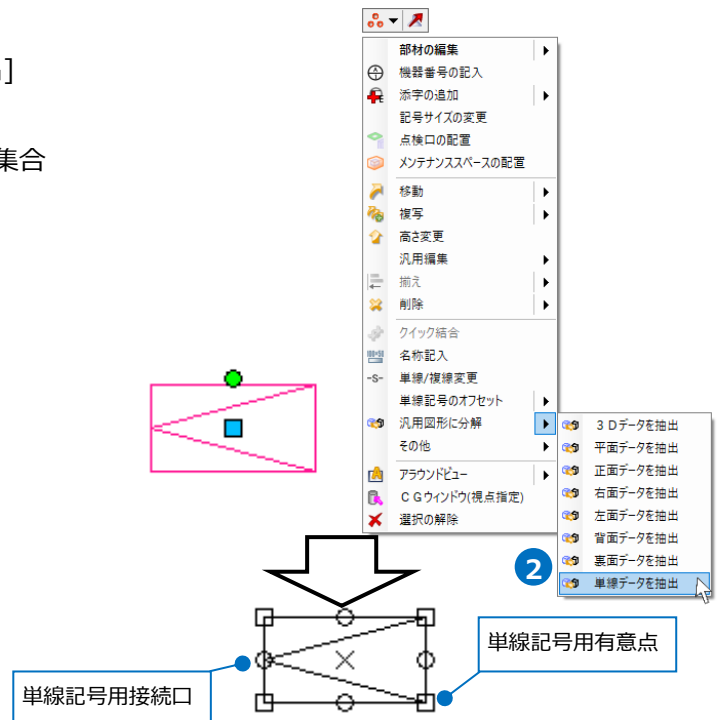 ]
集合
部材の編集
機器番号の記入
添字の追加
記号サイズの変更
点検口の配置
メンテナンススペースの配置
移動
複写
高さ変更
汎用編集
揃え
削除
クイック結合
名称記入
-S- 単線/複線変更
単線記号のオフセット
汎用図形に分解
その他
アラウンドビュー
CGウィンドウ(視点指定)
選択の解除
3Dデータを抽出
平面データを抽出
正面データを抽出
右面データを抽出
左面データを抽出
背面データを抽出
裏面データを抽出
単線データを抽出
2
単線記号用有意点
単線記号用接続口